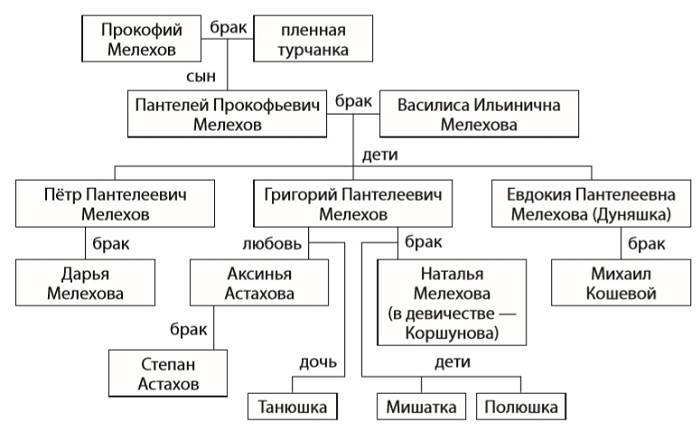 Прокофий
Мелехов
брак
пленная
турчанка
сын
Пантелей Прокофьевич
Мелехов
брак
Василиса Ильинична
Мелехова
дети
Пётр Пантелеевич
Мелехов
Григорий Пантелеевич
Мелехов
Евдокия Пантелеевна
Мелехова (Дуняшка)
брак
любовь
брак
брак
Дарья
Мелехова
Аксинья
Астахова
Наталья
Мелехова
(в девичестве —
Коршунова)
Михаил
Кошевой
брак
Степан
Астахов
дочь
дети
Танюшка
Мишатка
Полюшка